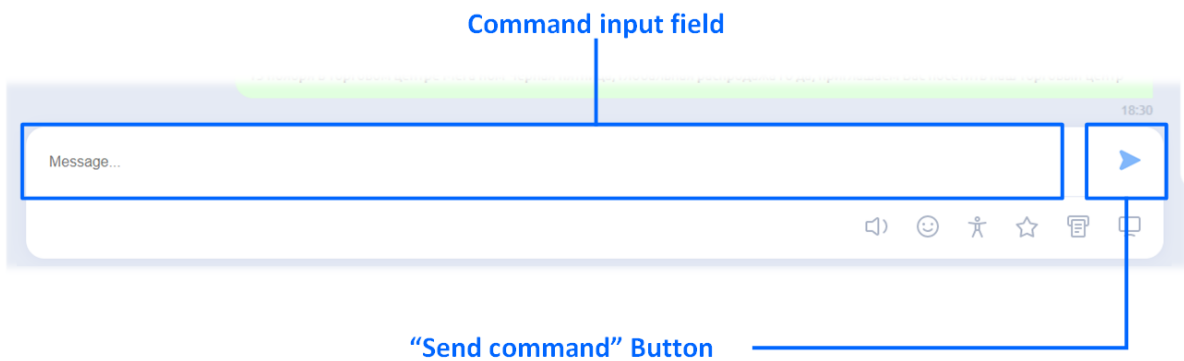 Command input field
18:30
Message...
“Send command” Button